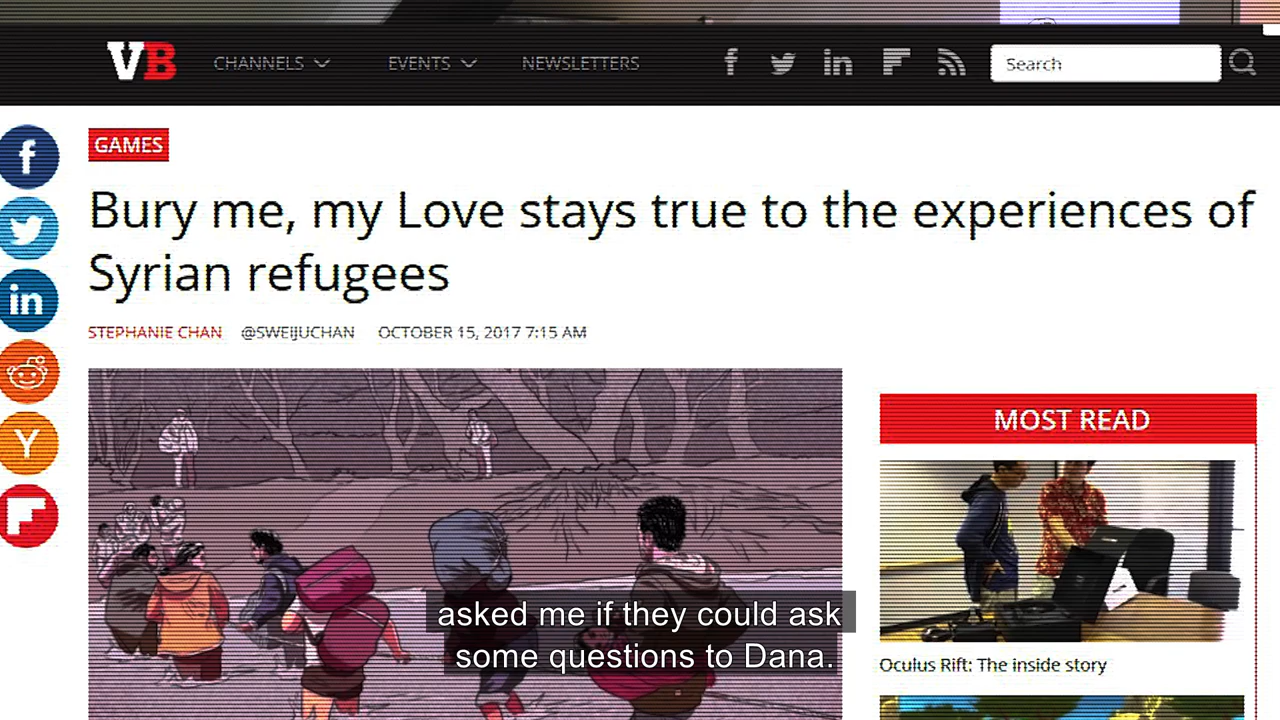 VB
CHANNELS
EVENTS
NEWSLETTERS
Search
GAMES
Bury me, my Love stays true to the experiences of
Syrian refugees
STEPHANIE CHAN @SWEIJUCHAN OCTOBER 15, 2017 7:15 AM
MOST READ
Oculus Rift: The inside story
asked me if they could ask
some questions to Dana.